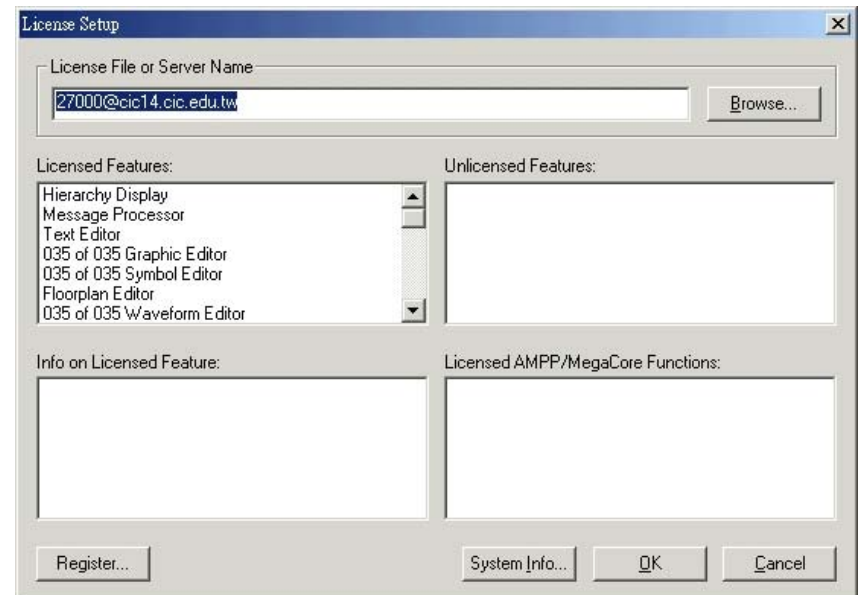 License Setup
License File or Server Name
27000@cic14.cic.edu.tw
Browse...
Licensed Features:
Hierarchy Display
Message Processor
Text Editor
035 of 035 Graphic Editor
035 of 035 Symbol Editor
Floorplan Editor
035 of 035 Waveform Editor
Unlicensed Features:
Info on Licensed Feature:
Licensed AMPP/MegaCore Functions:
Register...
System Info...
OK
Cancel